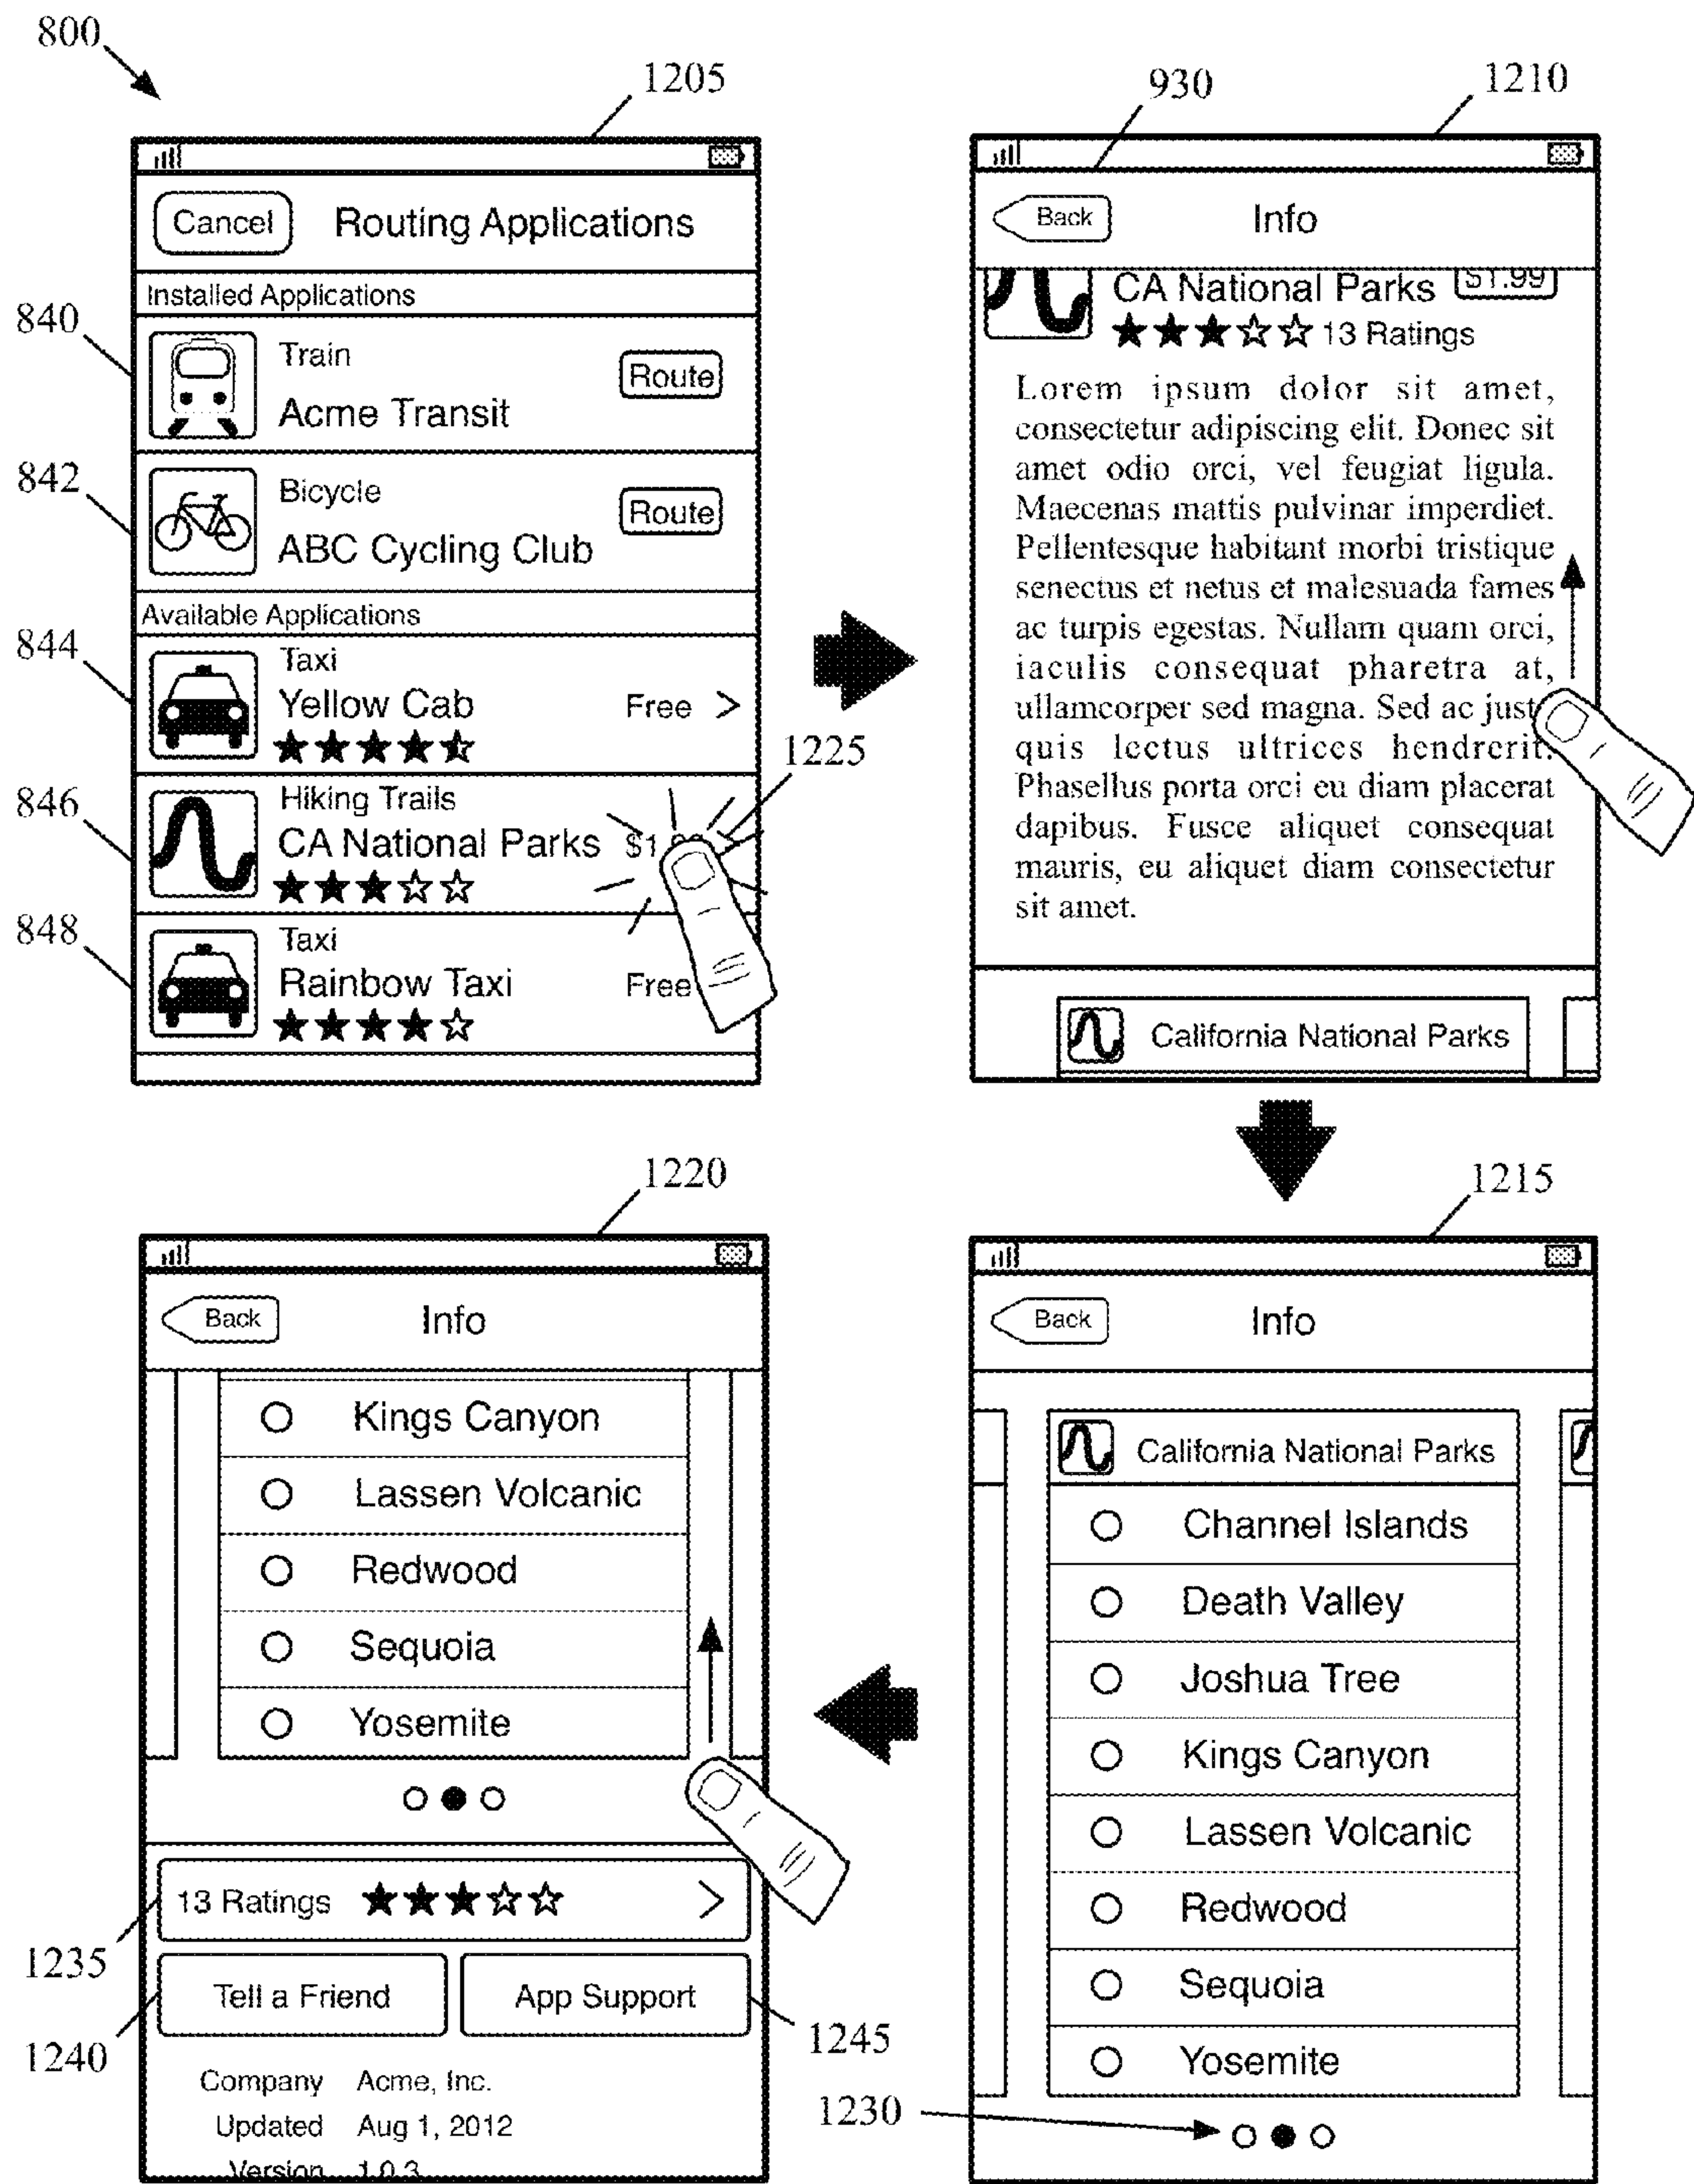 800
1205
Cancel Routing Applications
Installed Applications
840
Train
Acme Transit
Route
842
Bicycle
ABC Cycling Club
Route
Available Applications
844
Taxi
Yellow Cab
Free >
1225
846
Hiking Trails
CA National Parks $1
848
Taxi
Rainbow Taxi
Free
930
1210
Back Info
CA National Parks $1.99
13 Ratings
Lorem ipsum dolor sit amet,
consectetur adipiscing elit. Donec sit
amet odio orci, vel feugiat ligula.
Maecenas mattis pulvinar imperdiet.
Pellentesque habitant morbi tristique
senectus et netus et malesuada fames
ac turpis egestas. Nullam quam orci,
iaculis consequat pharetra at,
ullamcorper sed magna. Sed ac just
quis lectus ultrices hendrerit.
Phasellus porta orci eu diam placerat
dapibus. Fusce aliquet consequat
mauris, eu aliquet diam consectetur
sit amet.
California National Parks
1215
Back Info
California National Parks
Channel Islands
Death Valley
Joshua Tree
Kings Canyon
Lassen Volcanic
Redwood
Sequoia
Yosemite
1230
1220
Back Info
Kings Canyon
Lassen Volcanic
Redwood
Sequoia
Yosemite
13 Ratings >
1235
Tell a Friend App Support
1240
1245
Company Acme, Inc.
Updated Aug 1, 2012
Version 1.0.3